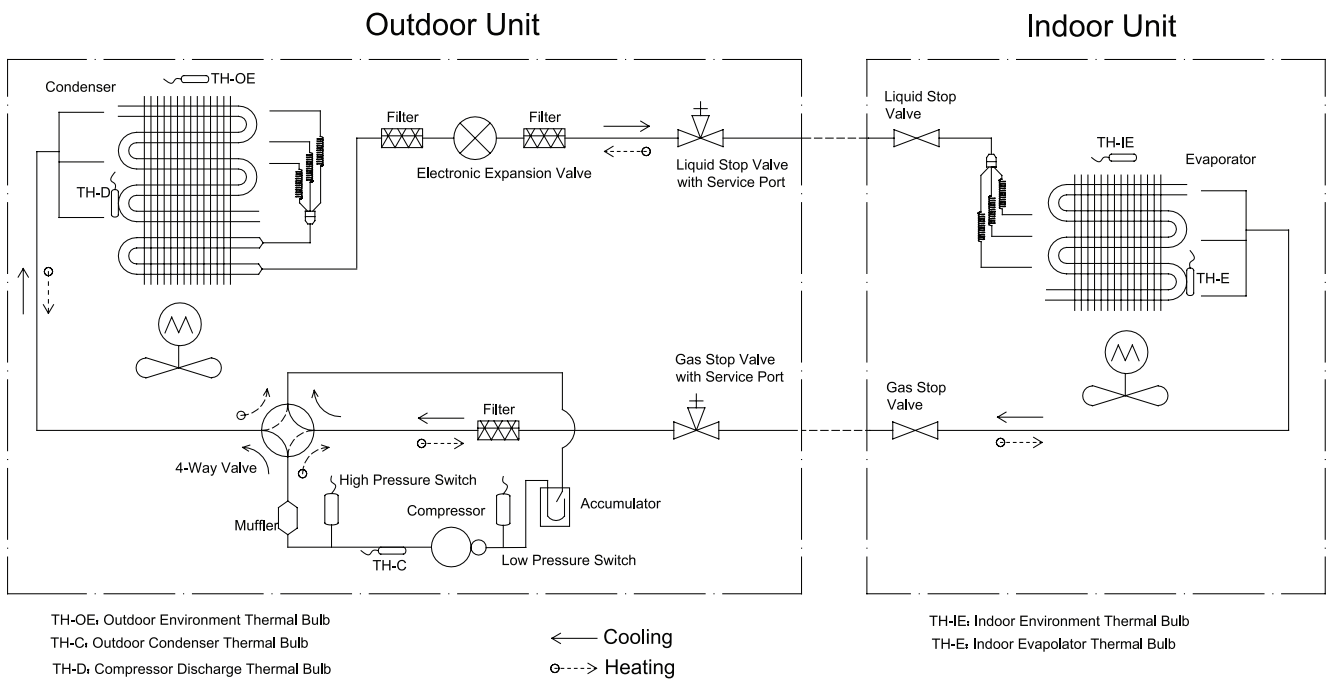 Outdoor Unit
Indoor Unit
Condenser
TH-OE
Filter
Filter
Electronic Expansion Valve
Liquid Stop Valve
with Service Port
TH-D
Liquid Stop
Valve
TH-IE
Evaporator
TH-E
Gas Stop Valve
with Service Port
Gas Stop
Valve
Filter
4-Way Valve
High Pressure Switch
Compressor
Accumulator
Muffler
TH-C
Low Pressure Switch
TH-OE: Outdoor Environment Thermal Bulb
TH-C: Outdoor Condenser Thermal Bulb
TH-D: Compressor Discharge Thermal Bulb
Cooling
Heating
TH-IE: Indoor Environment Thermal Bulb
TH-E: Indoor Evapolator Thermal Bulb